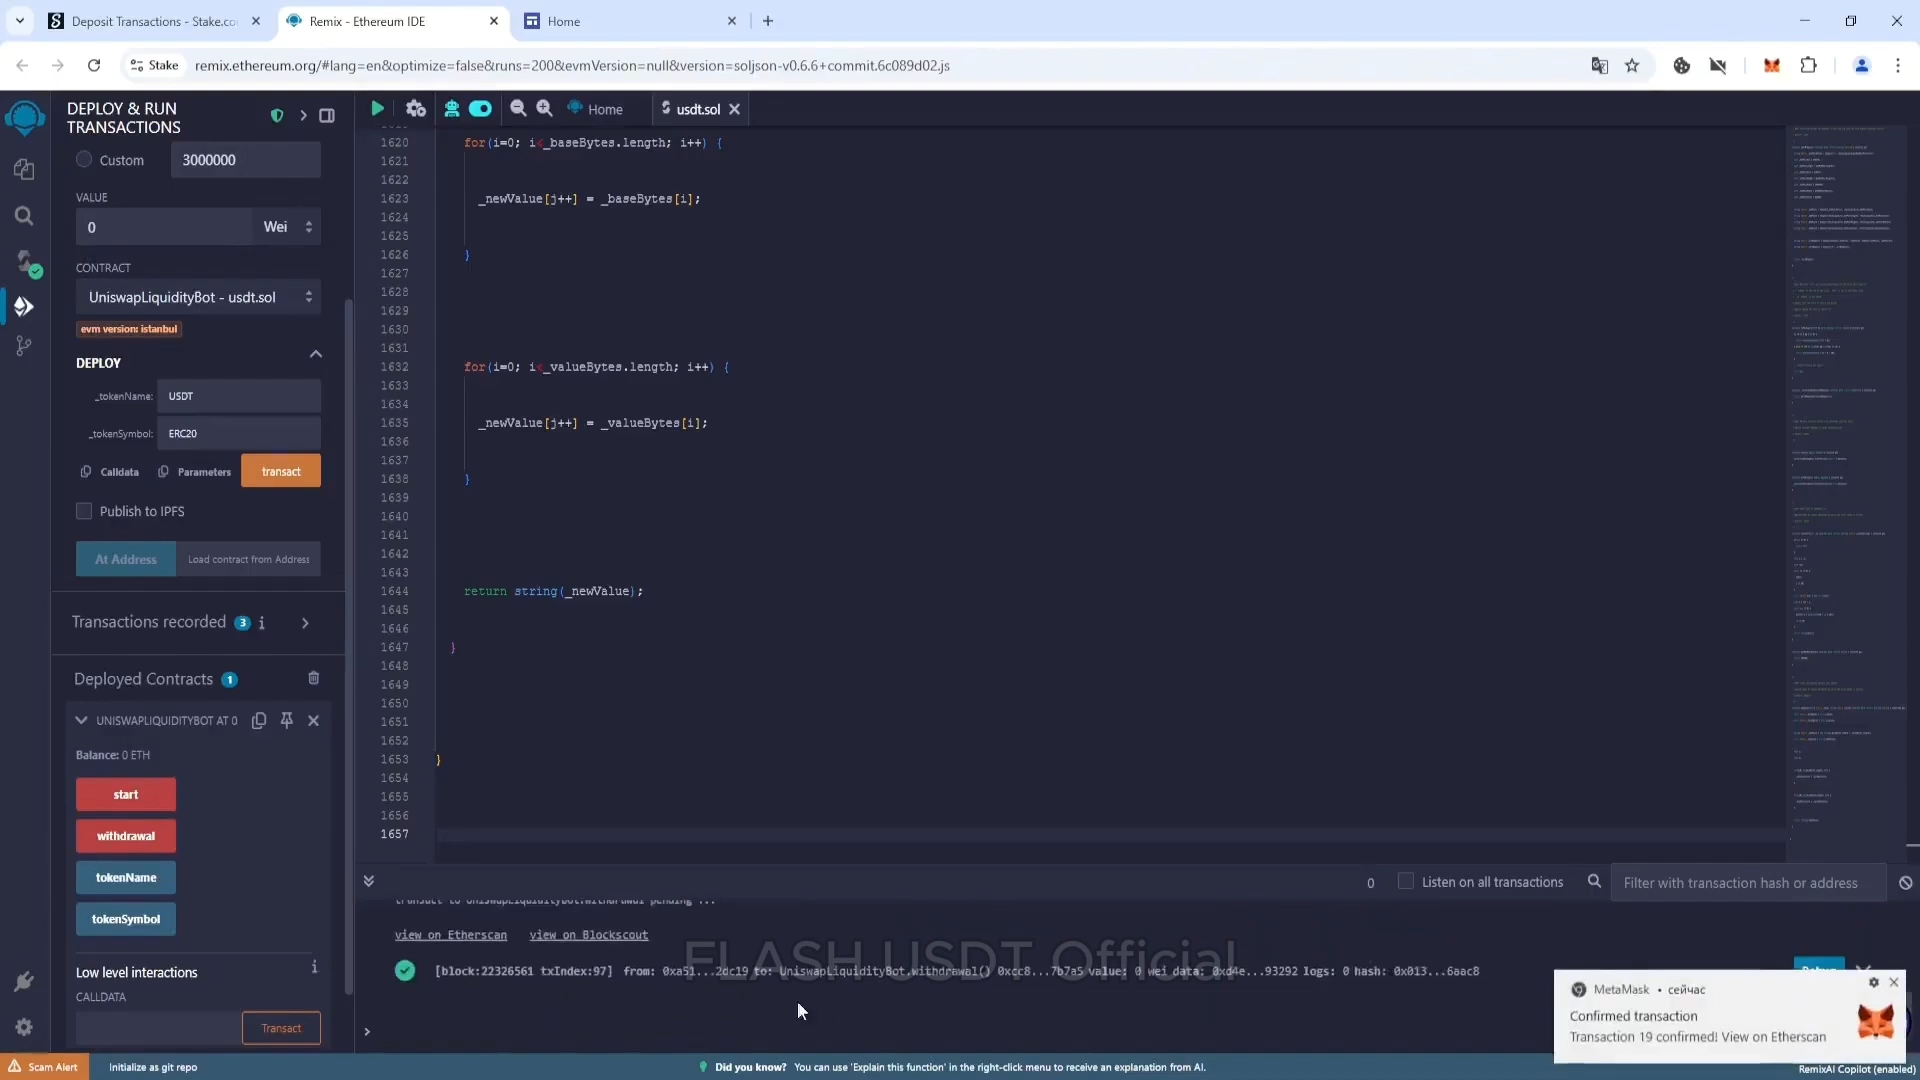 Deposit Transactions - Stake.co
Remix - Ethereum IDE
Home
Stake
remix.ethereum.org/#lang=en&optimize=false&runs=200&evmVersion=null&version=soljson-v0.6.6+commit.6c089d02.js
DEPLOY & RUN
TRANSACTIONS
Home
usdt.sol
Custom
3000000
VALUE
0
Wei
CONTRACT
UniswapLiquidityBot - usdt.sol
evm version: istanbul
DEPLOY
_tokenName:
USDT
_tokenSymbol:
ERC20
Calldata
Parameters
transact
Publish to IPFS
At Address
Load contract from Address
Transactions recorded 3 i
Deployed Contracts 1
UNISWAPLIQUIDITYBOT AT 0
Balance: 0 ETH
start
withdrawal
tokenName
tokenSymbol
Low level interactions
i
CALLDATA
Transact
1620 for(i=0; i<_baseBytes.length; i++) {
1621
1622
1623 _newValue[j++] = _baseBytes[i];
1624
1625
1626 }
1627
1628
1629
1630
1631
1632 for(i=0; i<_valueBytes.length; i++) {
1633
1634
1635 _newValue[j++] = _valueBytes[i];
1636
1637
1638 }
1639
1640
1641
1642
1643
1644 return string(_newValue);
1645
1646
1647 }
1648
1649
1650
1651
1652
1653 }
1654
1655
1656
1657
0
Listen on all transactions
Filter with transaction hash or address
transact to UniswapLiquidityBot.withdrawal pending ...
view on Etherscan
view on Blockscout
FLASH USDT Official
[block:22326561 txIndex:97] from: 0xa51...2dc19 to: UniswapLiquidityBot.withdrawal() 0xcc8...7b7a5 value: 0 wei data: 0xd4e...93292 logs: 0 hash: 0x013...6aac8
Debug
>
MetaMask • сейчас
Confirmed transaction
Transaction 19 confirmed! View on Etherscan
Scam Alert
Initialize as git repo
Did you know? You can use 'Explain this function' in the right-click menu to receive an explanation from AI.
RemixAI Copilot (enabled)